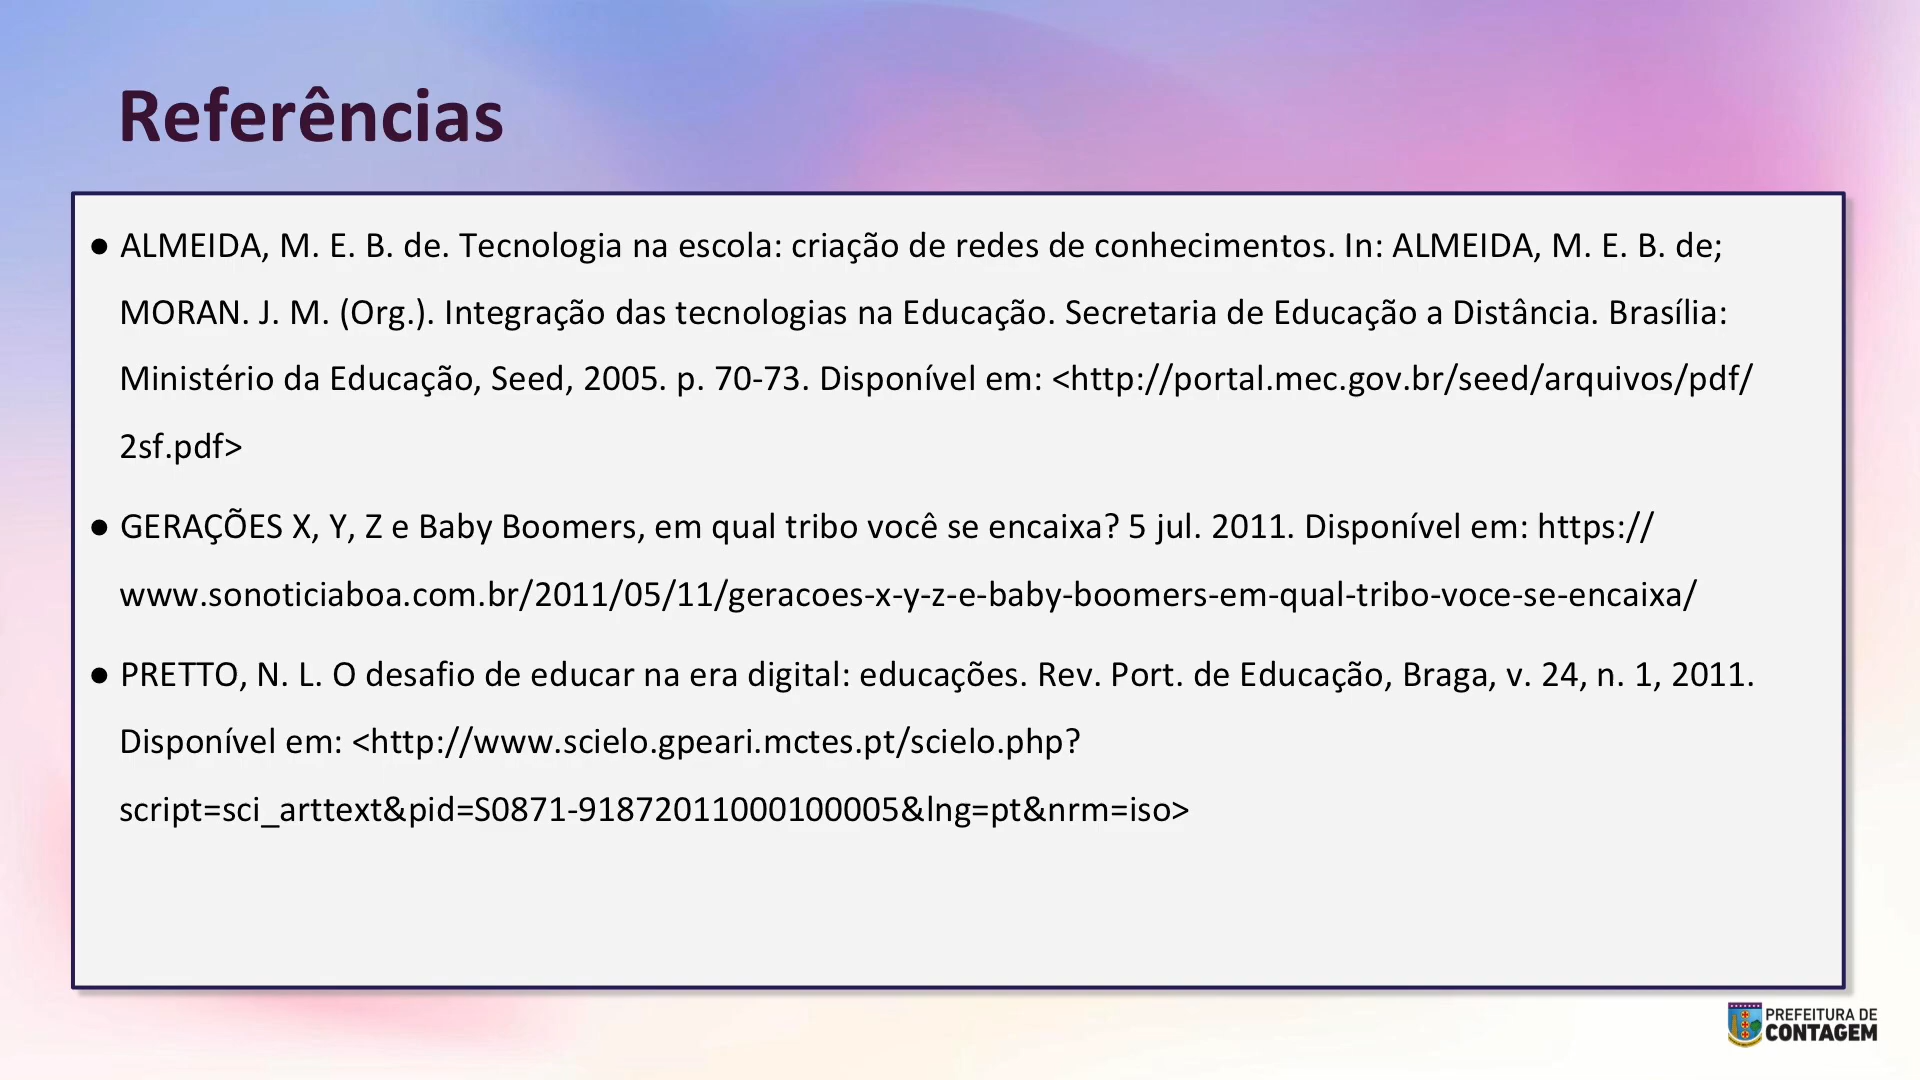 Referências
● ALMEIDA, M. E. B. de. Tecnologia na escola: criação de redes de conhecimentos. In: ALMEIDA, M. E. B. de;
MORAN. J. M. (Org.). Integração das tecnologias na Educação. Secretaria de Educação a Distância. Brasília:
Ministério da Educação, Seed, 2005. p. 70-73. Disponível em: <http://portal.mec.gov.br/seed/arquivos/pdf/
2sf.pdf>
● GERAÇÕES X, Y, Z e Baby Boomers, em qual tribo você se encaixa? 5 jul. 2011. Disponível em: https://
www.sonoticiaboa.com.br/2011/05/11/geracoes-x-y-z-e-baby-boomers-em-qual-tribo-voce-se-encaixa/
● PRETTO, N. L. O desafio de educar na era digital: educações. Rev. Port. de Educação, Braga, v. 24, n. 1, 2011.
Disponível em: <http://www.scielo.gpeari.mctes.pt/scielo.php?
script=sci_arttext&pid=S0871-91872011000100005&lng=pt&nrm=iso>
PREFEITURA DE
CONTAGEM